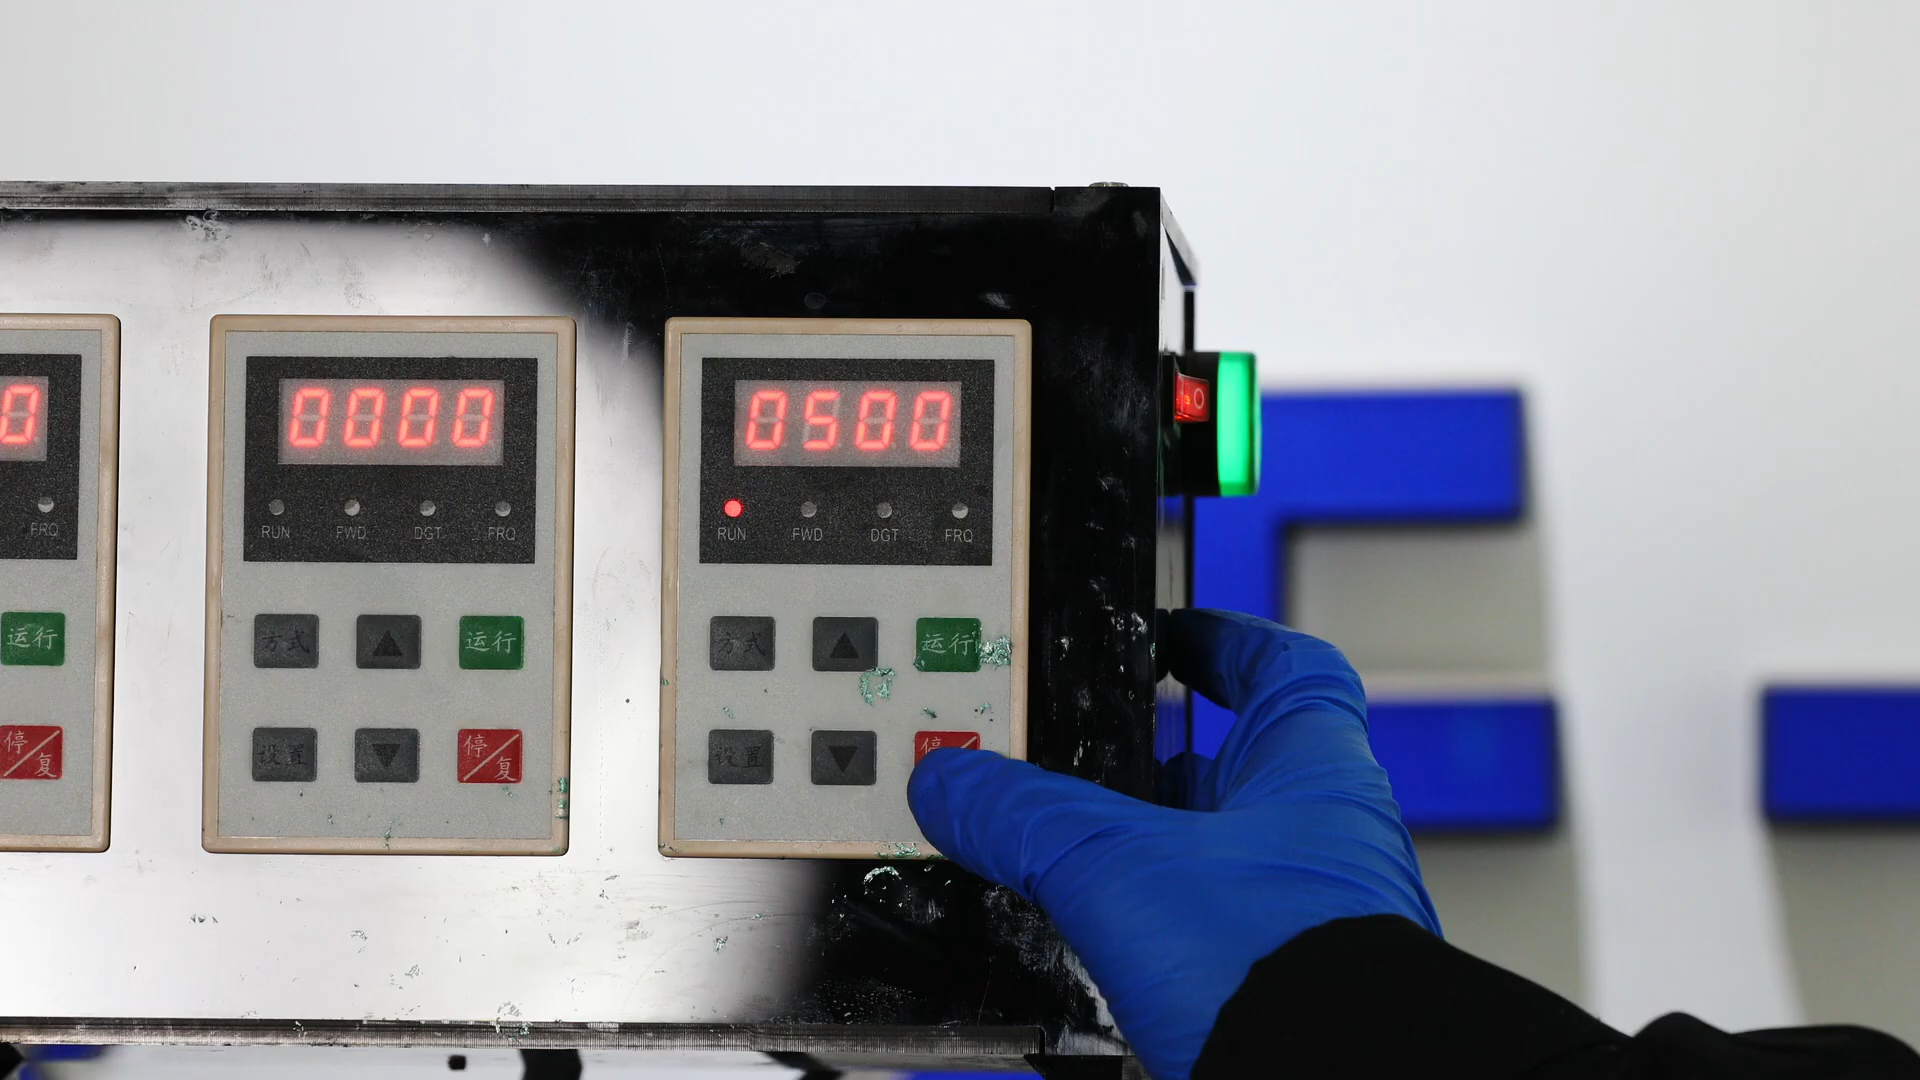 0
FRQ
运行
停/复
0000
RUN FWD DGT FRQ
方式 ▲ 运行
设置 ▼ 停/复
0500
RUN FWD DGT FRQ
方式 ▲ 运行
设置 ▼ 停